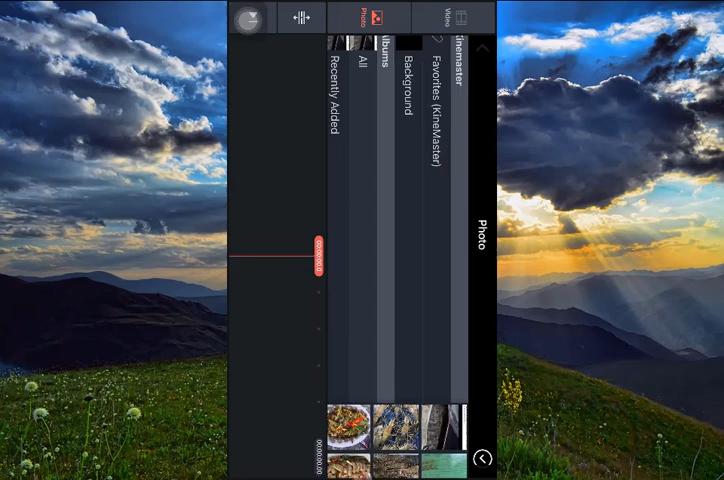 Photo
Kinemaster
Favorites (KineMaster)
Background
Albums
All
Recently Added
Video
Photo
00:00:00.0
00:00:00.00